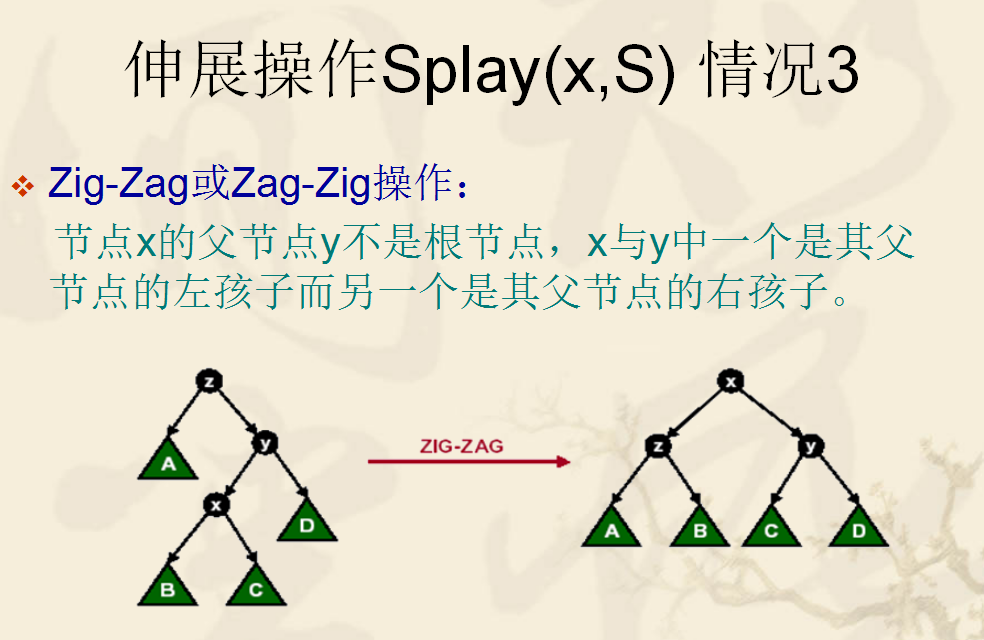 伸展操作Splay(x,S) 情况3
Zig-Zag或Zag-Zig操作：
节点x的父节点y不是根节点，x与y中一个是其父
节点的左孩子而另一个是其父节点的右孩子。
z
A
y
x
D
B
C
ZIG-ZAG
x
z
y
A
B
C
D